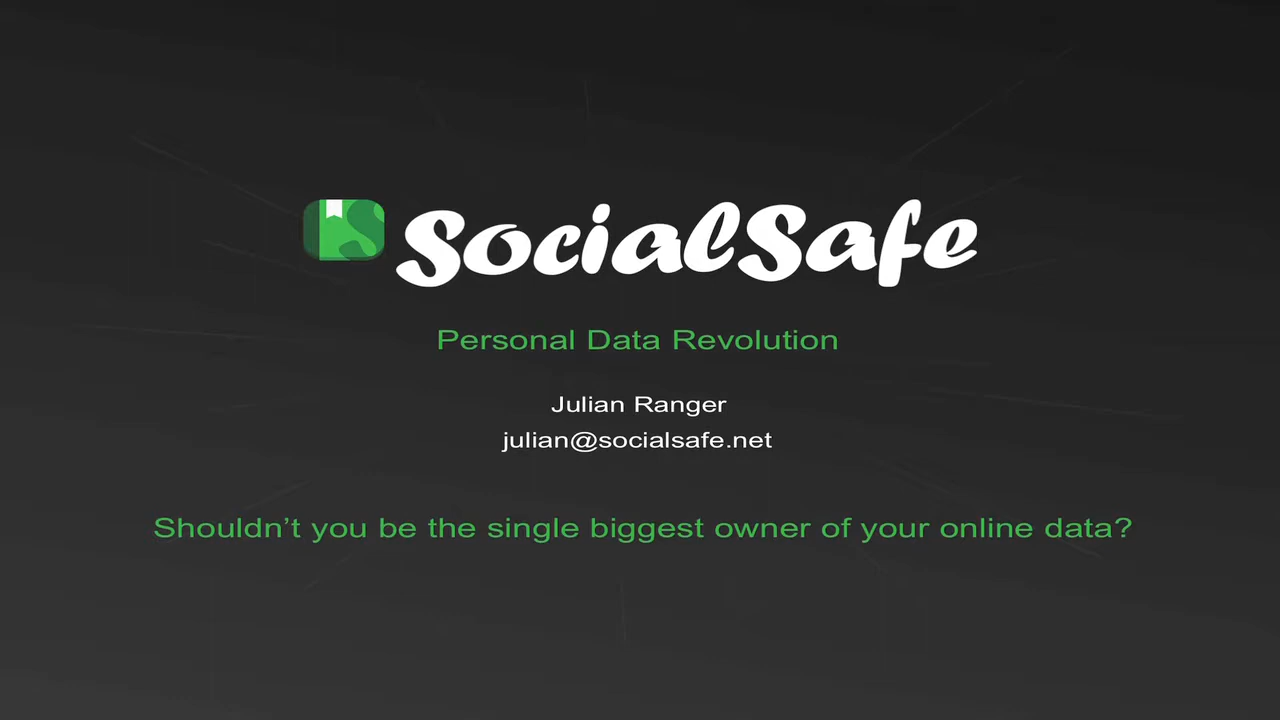 SocialSafe
Personal Data Revolution
Julian Ranger
julian@socialsafe.net
Shouldn’t you be the single biggest owner of your online data?